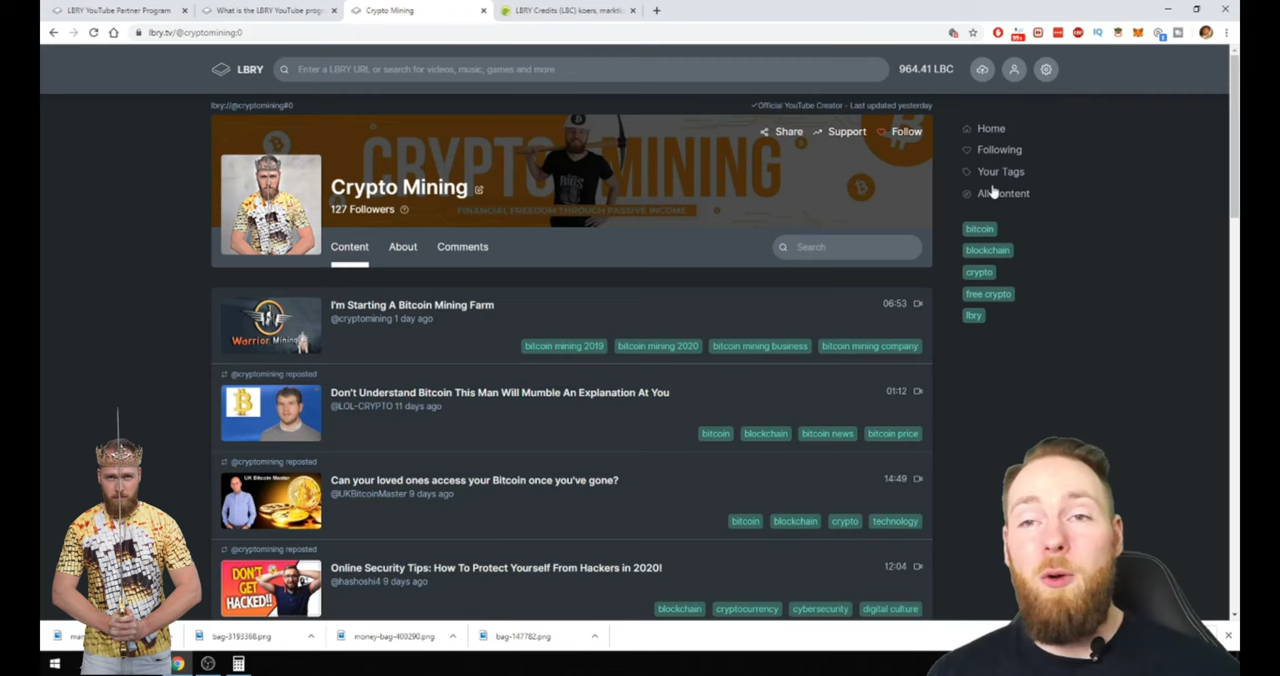 LBRY YouTube Partner Program
What is the LBRY YouTube prog
Crypto Mining
LBRY Credits (LBC) koers, markt
lbry.tv/@cryptomining:0
99+
LBRY
Enter a LBRY URL or search for videos, music, games and more
964.41 LBC
lbry://@cryptomining#0
Official YouTube Creator - Last updated yesterday
CRYPTO MINING
FINANCIAL FREEDOM THROUGH PASSIVE INCOME
RIGS
Share
Support
Follow
Crypto Mining
127 Followers
Content
About
Comments
Search
Home
Following
Your Tags
All Content
bitcoin
blockchain
crypto
free crypto
lbry
I'm Starting A Bitcoin Mining Farm
06:53
@cryptomining 1 day ago
Warrior Mining
bitcoin mining 2019
bitcoin mining 2020
bitcoin mining business
bitcoin mining company
@cryptomining reposted
Don't Understand Bitcoin This Man Will Mumble An Explanation At You
01:12
@LOL-CRYPTO 11 days ago
bitcoin
blockchain
bitcoin news
bitcoin price
@cryptomining reposted
UK Bitcoin Master
Can your loved ones access your Bitcoin once you've gone?
14:49
@UKBitcoinMaster 9 days ago
bitcoin
blockchain
crypto
technology
@cryptomining reposted
DON'T GET HACKED!!
Online Security Tips: How To Protect Yourself From Hackers in 2020!
12:04
@hashoshi4 9 days ago
blockchain
cryptocurrency
cybersecurity
digital culture
bag-3193368.png
money-bag-400290.png
bag-147782.png